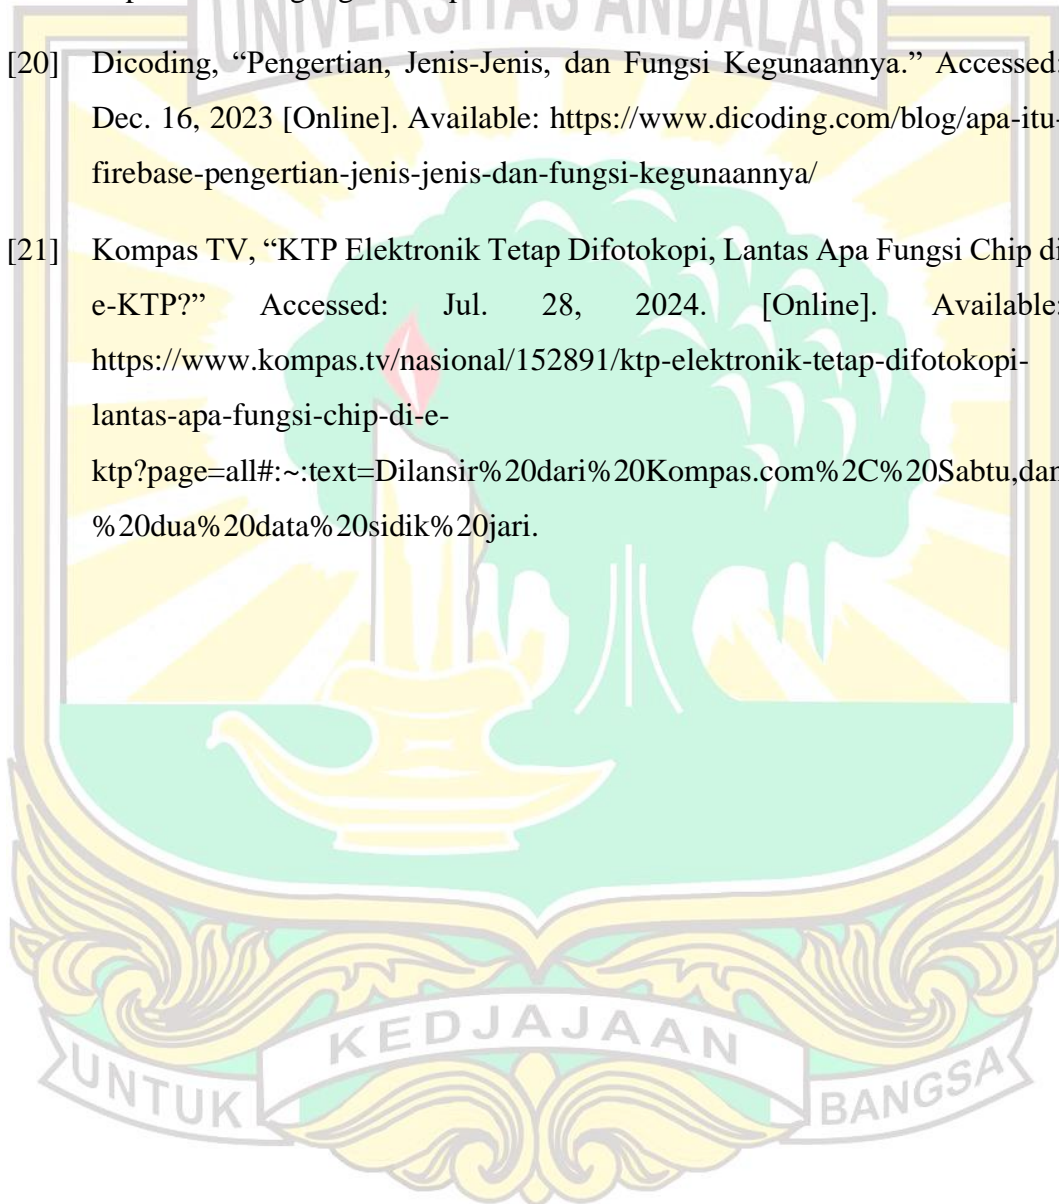 UNIVERSITAS ANDALAS
[20] Dicoding, “Pengertian, Jenis-Jenis, dan Fungsi Kegunaannya.” Accessed:
Dec. 16, 2023 [Online]. Available: https://www.dicoding.com/blog/apa-itu-
firebase-pengertian-jenis-jenis-dan-fungsi-kegunaannya/
[21] Kompas TV, “KTP Elektronik Tetap Difotokopi, Lantas Apa Fungsi Chip di
e-KTP?” Accessed: Jul. 28, 2024. [Online]. Available:
https://www.kompas.tv/nasional/152891/ktp-elektronik-tetap-difotokopi-
lantas-apa-fungsi-chip-di-e-
ktp?page=all#:~:text=Dilansir%20dari%20Kompas.com%2C%20Sabtu,dan
%20dua%20data%20sidik%20jari.
UNTUK KEDJAJAAN BANGSA